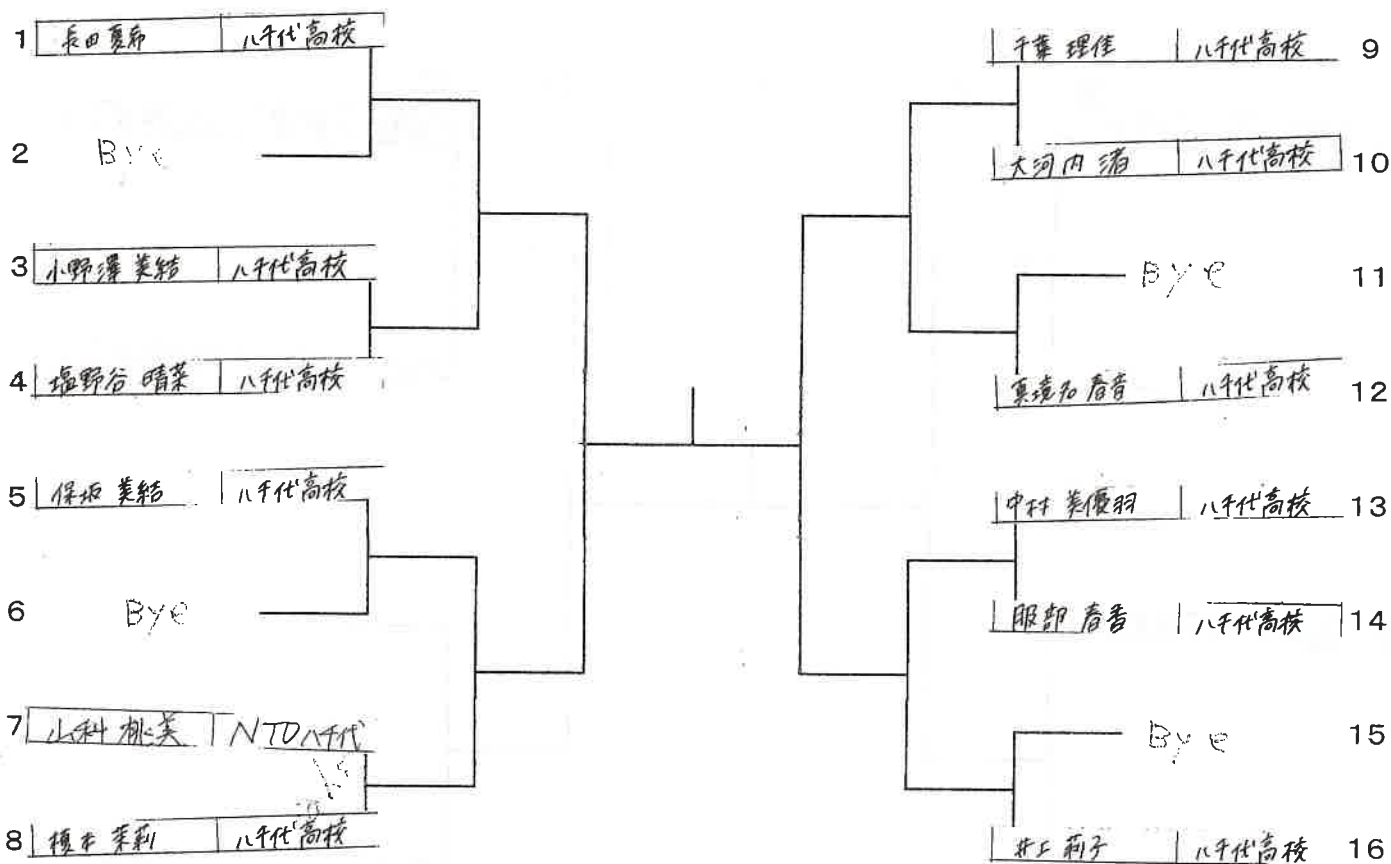 1 長田 夏希 八千代高校
2 Bye
3 小野澤 美結 八千代高校
4 塩野谷 晴菜 八千代高校
5 保坂 美結 八千代高校
6 Bye
7 山科 桃美 NTO八千代
8 榎本 茉莉 八千代高校
千葉 理佳 八千代高校 9
大河内 渚 八千代高校 10
Bye 11
真境名 春音 八千代高校 12
中村 美優羽 八千代高校 13
服部 春香 八千代高校 14
Bye 15
井上 莉子 八千代高校 16